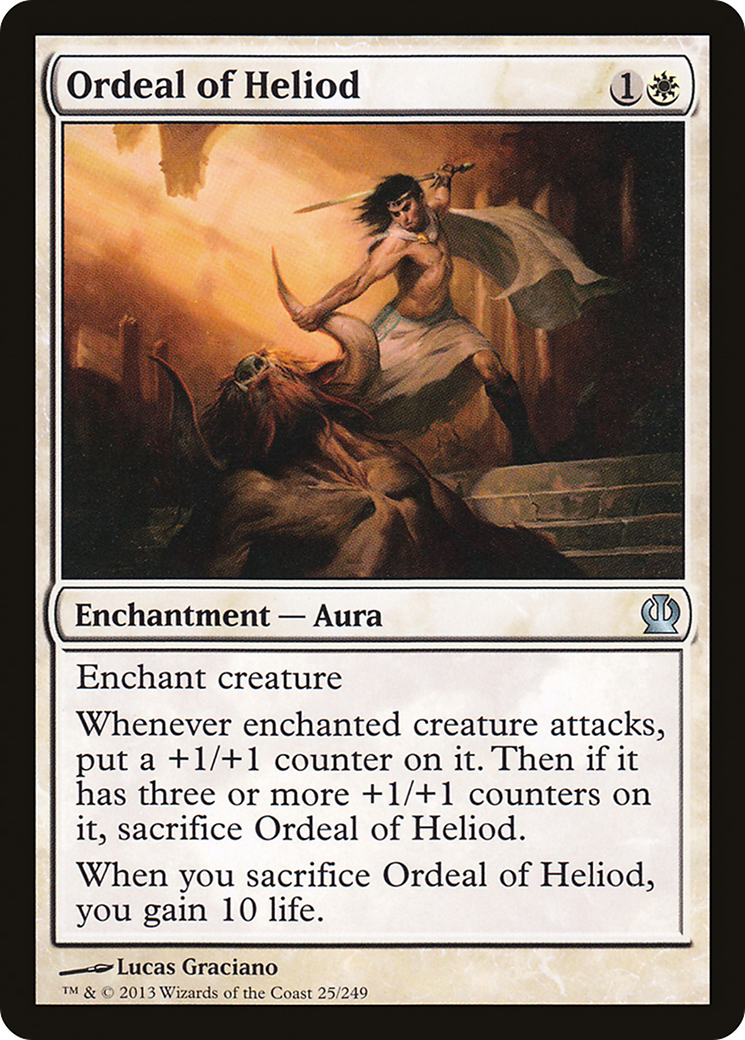 Ordeal of Heliod 1
Enchantment — Aura
Enchant creature
Whenever enchanted creature attacks,
put a +1/+1 counter on it. Then if it
has three or more +1/+1 counters on
it, sacrifice Ordeal of Heliod.
When you sacrifice Ordeal of Heliod,
you gain 10 life.
Lucas Graciano
™ & © 2013 Wizards of the Coast 25/249